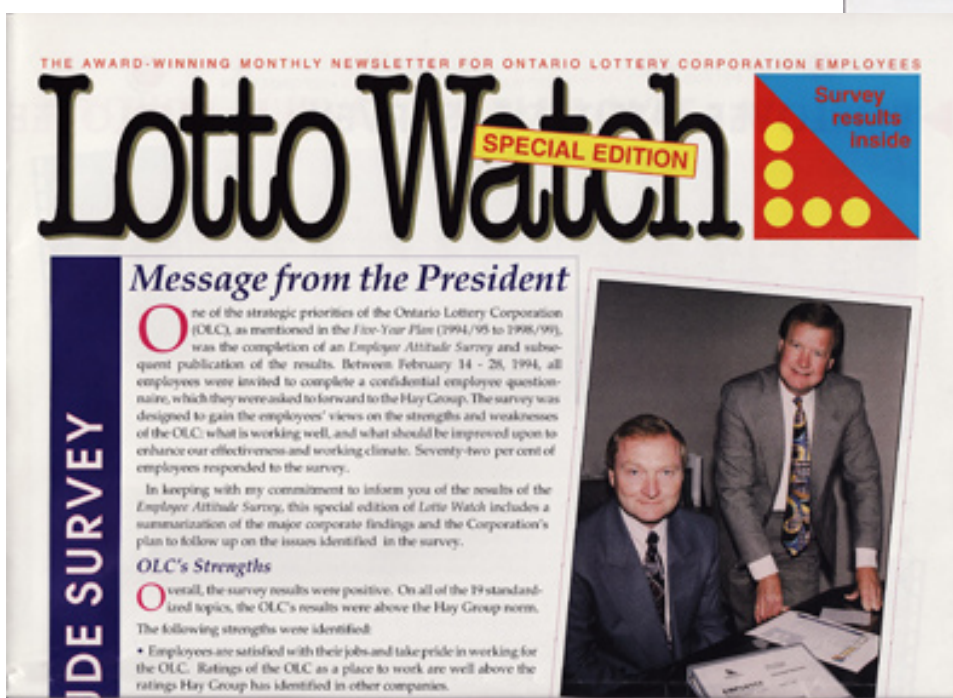 THE AWARD-WINNING MONTHLY NEWSLETTER FOR ONTARIO LOTTERY CORPORATION EMPLOYEES
Lotto Watch
SPECIAL EDITION
Survey
results
inside
UDE SURVEY
Message from the President
One of the strategic priorities of the Ontario Lottery Corporation
(OLC), as mentioned in the Five-Year Plan (1994/95 to 1998/99),
was the completion of an Employee Attitude Survey and subse-
quent publication of the results. Between February 14 - 28, 1994, all
employees were invited to complete a confidential employee question-
naire, which they were asked to forward to the Hay Group. The survey was
designed to gain the employees' views on the strengths and weaknesses
of the OLC: what is working well, and what should be improved upon to
enhance our effectiveness and working climate. Seventy-two per cent of
employees responded to the survey.
In keeping with my commitment to inform you of the results of the
Employee Attitude Survey, this special edition of Lotto Watch includes a
summarization of the major corporate findings and the Corporation's
plan to follow up on the issues identified in the survey.
OLC's Strengths
Overall, the survey results were positive. On all of the 19 standard-
ized topics, the OLC's results were above the Hay Group norm.
The following strengths were identified:
• Employees are satisfied with their jobs and take pride in working for
the OLC. Ratings of the OLC as a place to work are well above the
ratings Hay Group has identified in other companies.